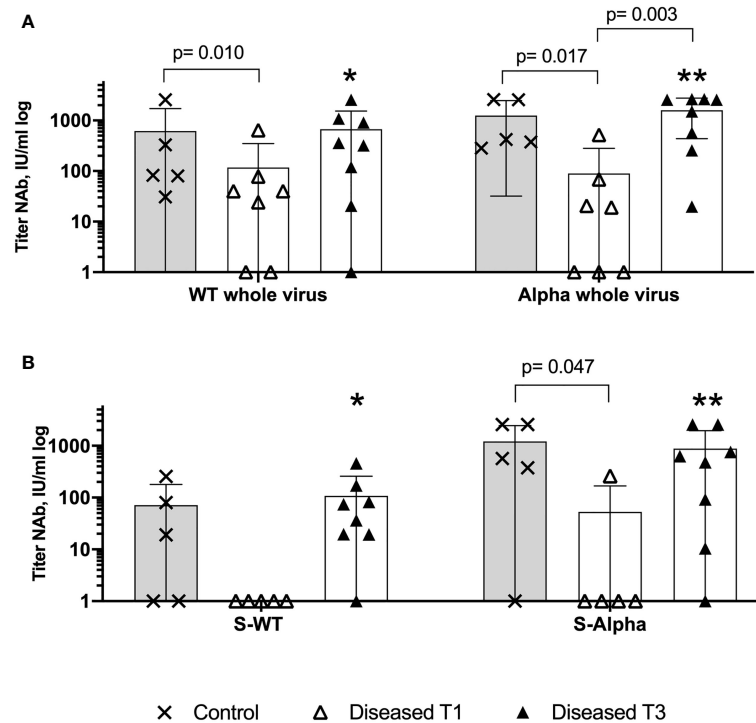 A
p= 0.010
p= 0.003
p= 0.017
*
**
Titer NAb, IU/ml log
1000
100
10
1
WT whole virus
Alpha whole virus
B
p= 0.047
*
**
Titer NAb, IU/ml log
1000
100
10
1
S-WT
S-Alpha
Control
Diseased T1
Diseased T3